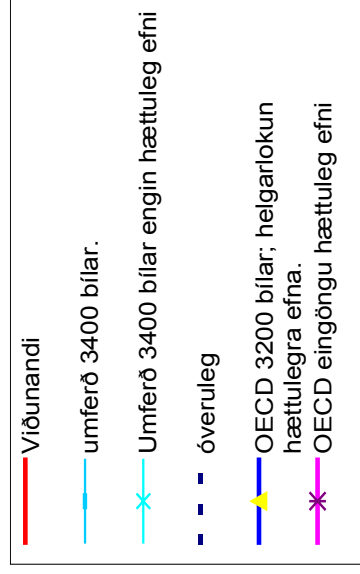 Viðunandi
umferð 3400 bílar.
Umferð 3400 bílar engin hættuleg efni
óveruleg
OECD 3200 bílar; helgarlokun
hættulegra efna.
OECD eingöngu hættuleg efni